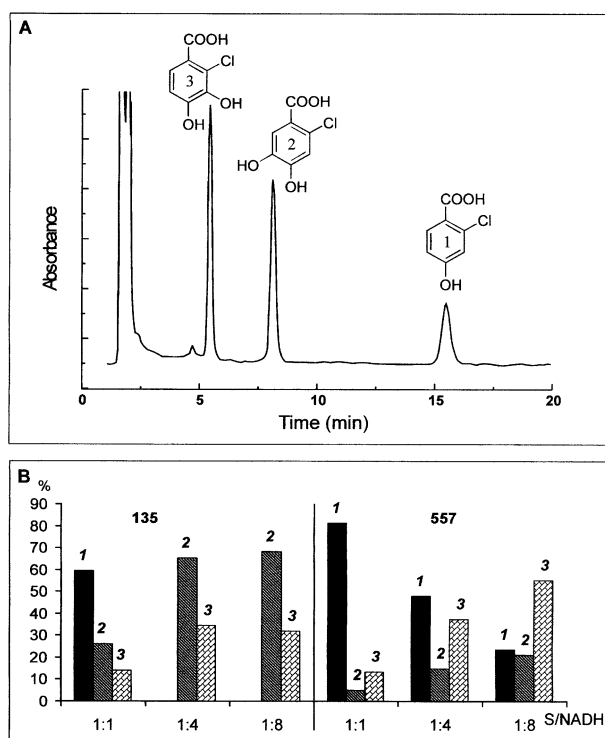 A
COOH
Cl
3
OH
OH
COOH
Cl
2
HO
OH
COOH
Cl
1
OH
Absorbance
0 5 10 15 20
Time (min)
B
%
90
80
70
60
50
40
30
20
10
0
135
557
1 2 3 2 3 2 3
1 2 3 1 2 3 1 2 3
1:1 1:4 1:8 1:1 1:4 1:8 S/NADH